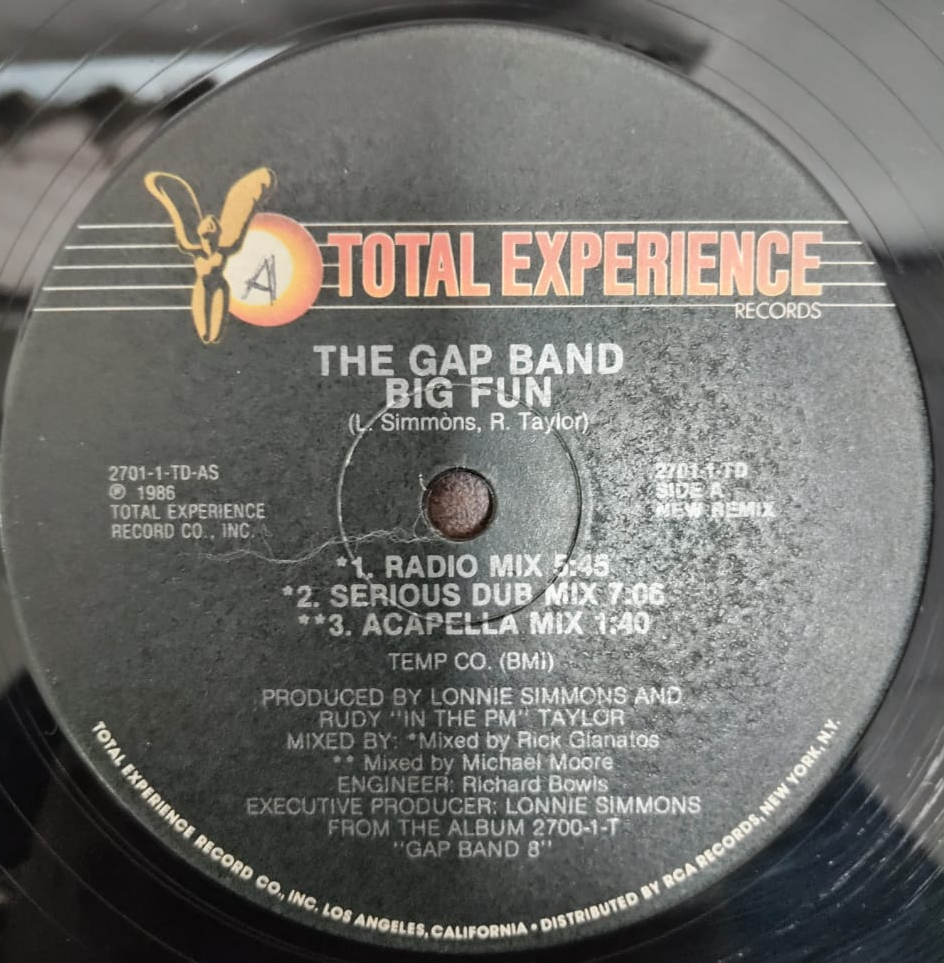 TOTAL EXPERIENCE
RECORDS
A
THE GAP BAND
BIG FUN
(L. Simmons, R. Taylor)
2701-1-TD-AS
℗ 1986
TOTAL EXPERIENCE
RECORD CO., INC.
2701-1-TD
SIDE A
NEW REMIX
*1. RADIO MIX 5:45
*2. SERIOUS DUB MIX 7:06
**3. ACAPELLA MIX 1:40
TEMP CO. (BMI)
PRODUCED BY LONNIE SIMMONS AND
RUDY "IN THE PM" TAYLOR
MIXED BY: *Mixed by Rick Gianatos
** Mixed by Michael Moore
ENGINEER: Richard Bowls
EXECUTIVE PRODUCER: LONNIE SIMMONS
FROM THE ALBUM 2700-1-T
"GAP BAND 8"
TOTAL EXPERIENCE RECORD CO., INC. LOS ANGELES, CALIFORNIA • DISTRIBUTED BY RCA RECORDS, NEW YORK, N.Y.